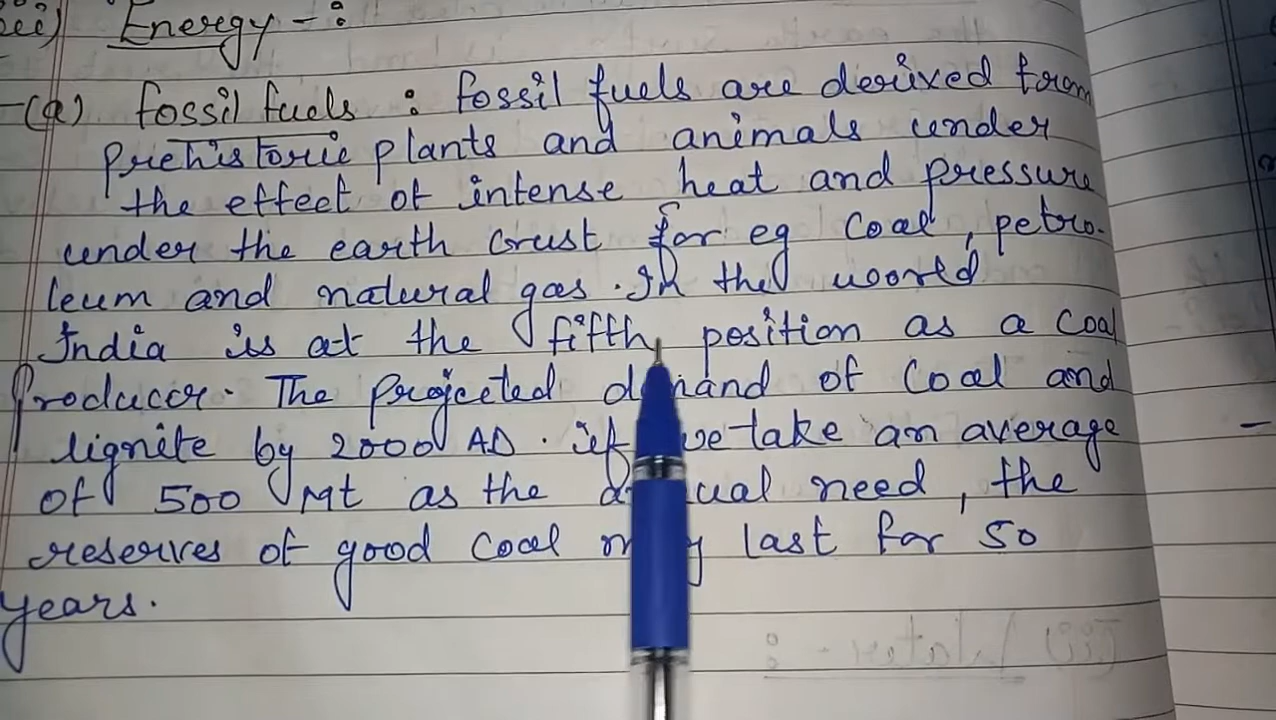 Energy -:
(a) fossil fuels : fossil fuels are derived from
prehistoric plants and animals under
the effect of intense heat and pressure
under the earth crust for eg coal, petro-
leum and natural gas. In the woorld
India is at the fifth position as a coal
Producer. The projected demand of coal and
lignite by 2000 AD. if we take an average
of 500 Mt as the annual need, the
reserves of good coal may last for 50
years.